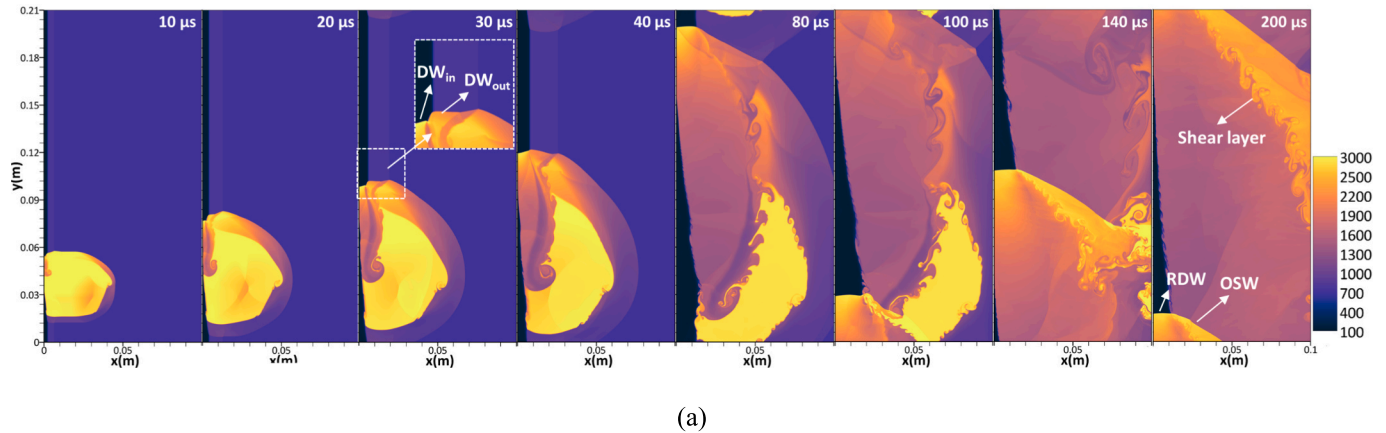 10 μs 20 μs 30 μs 40 μs 80 μs 100 μs 140 μs 200 μs
0.21
0.18
0.15
0.12
0.09
0.06
0.03
0
y(m)
DWin
DWout
Shear layer
RDW
OSW
3000
2500
2200
1900
1600
1300
1000
700
400
100
0 0.05 0.05 0.05 0.05 0.05 0.05 0.05 0.05 0.1
x(m) x(m) x(m) x(m) x(m) x(m) x(m) x(m)
(a)